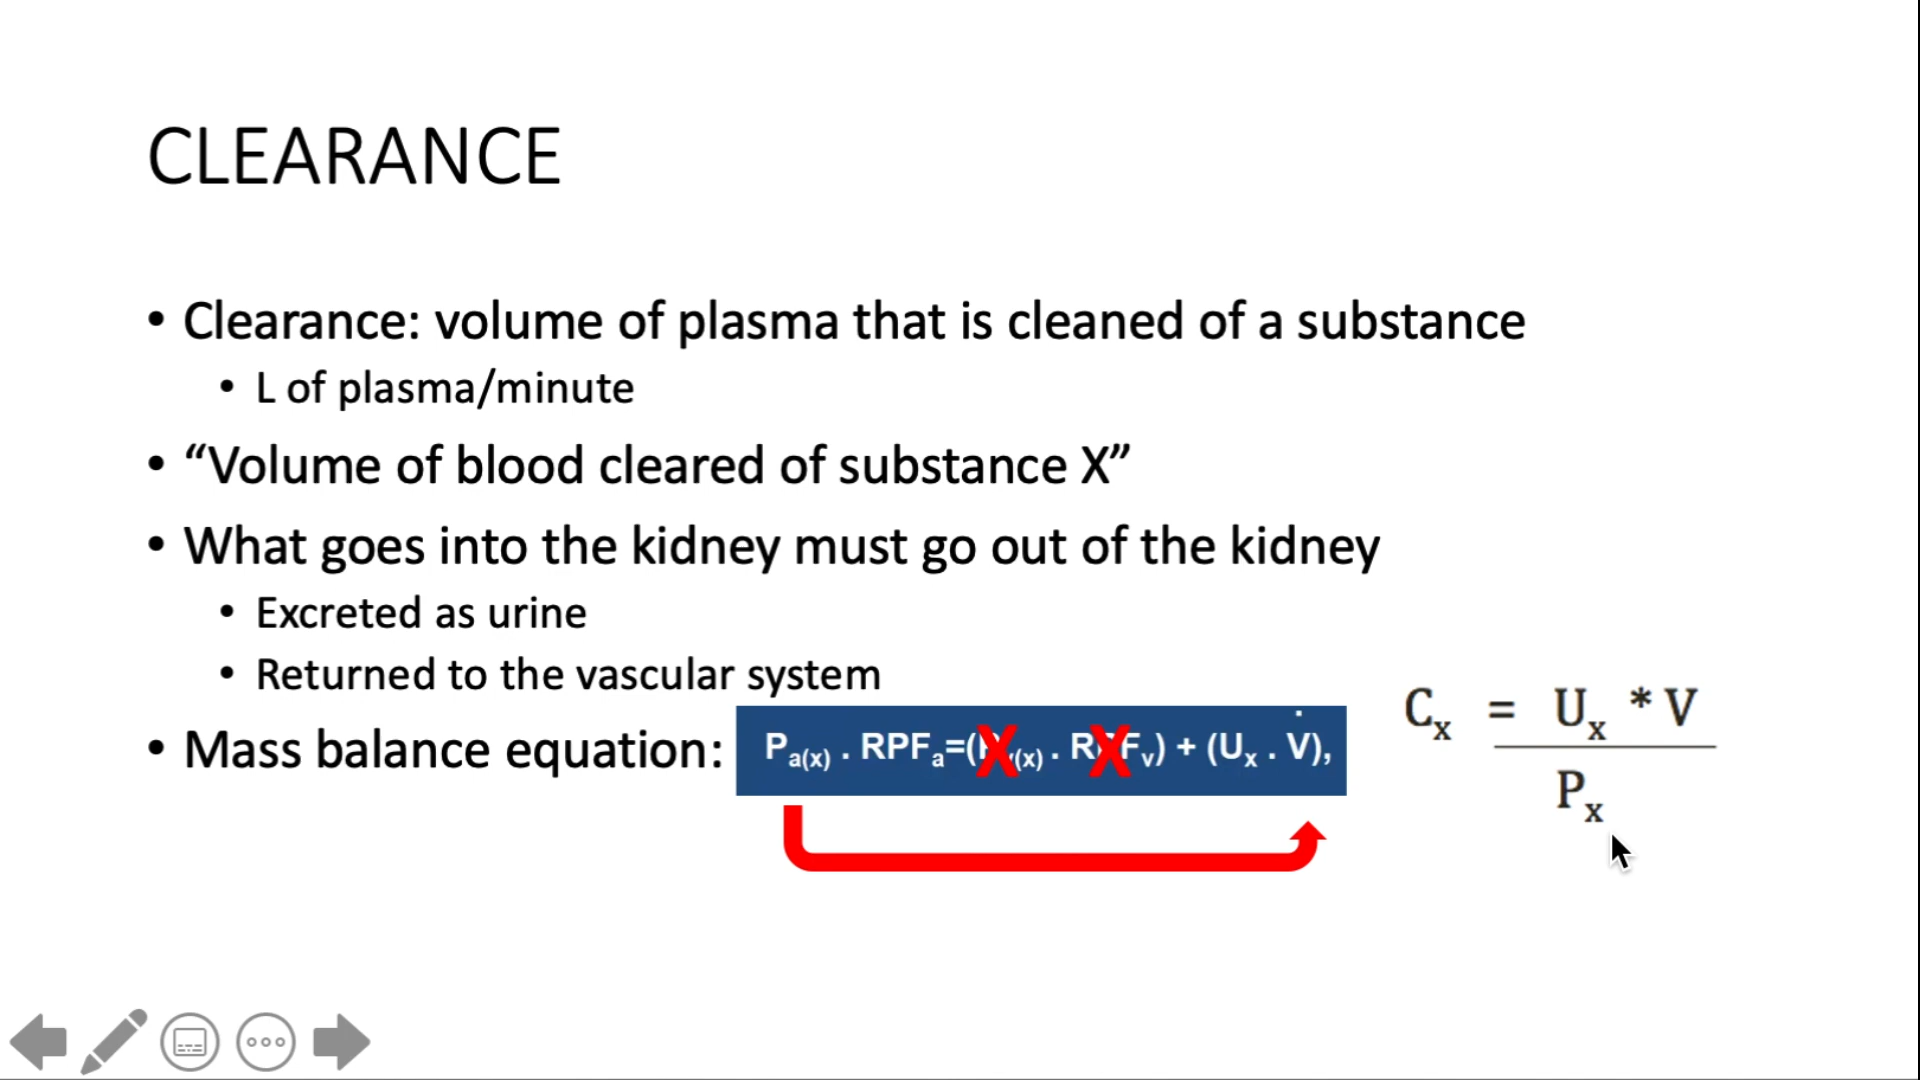 CLEARANCE
• Clearance: volume of plasma that is cleaned of a substance
• L of plasma/minute
• “Volume of blood cleared of substance X”
• What goes into the kidney must go out of the kidney
• Excreted as urine
• Returned to the vascular system
• Mass balance equation: Pa(x) . RPFa=(Pv(x) . RPFv) + (Ux . V̇),
X X
Cx = Ux * V
Px